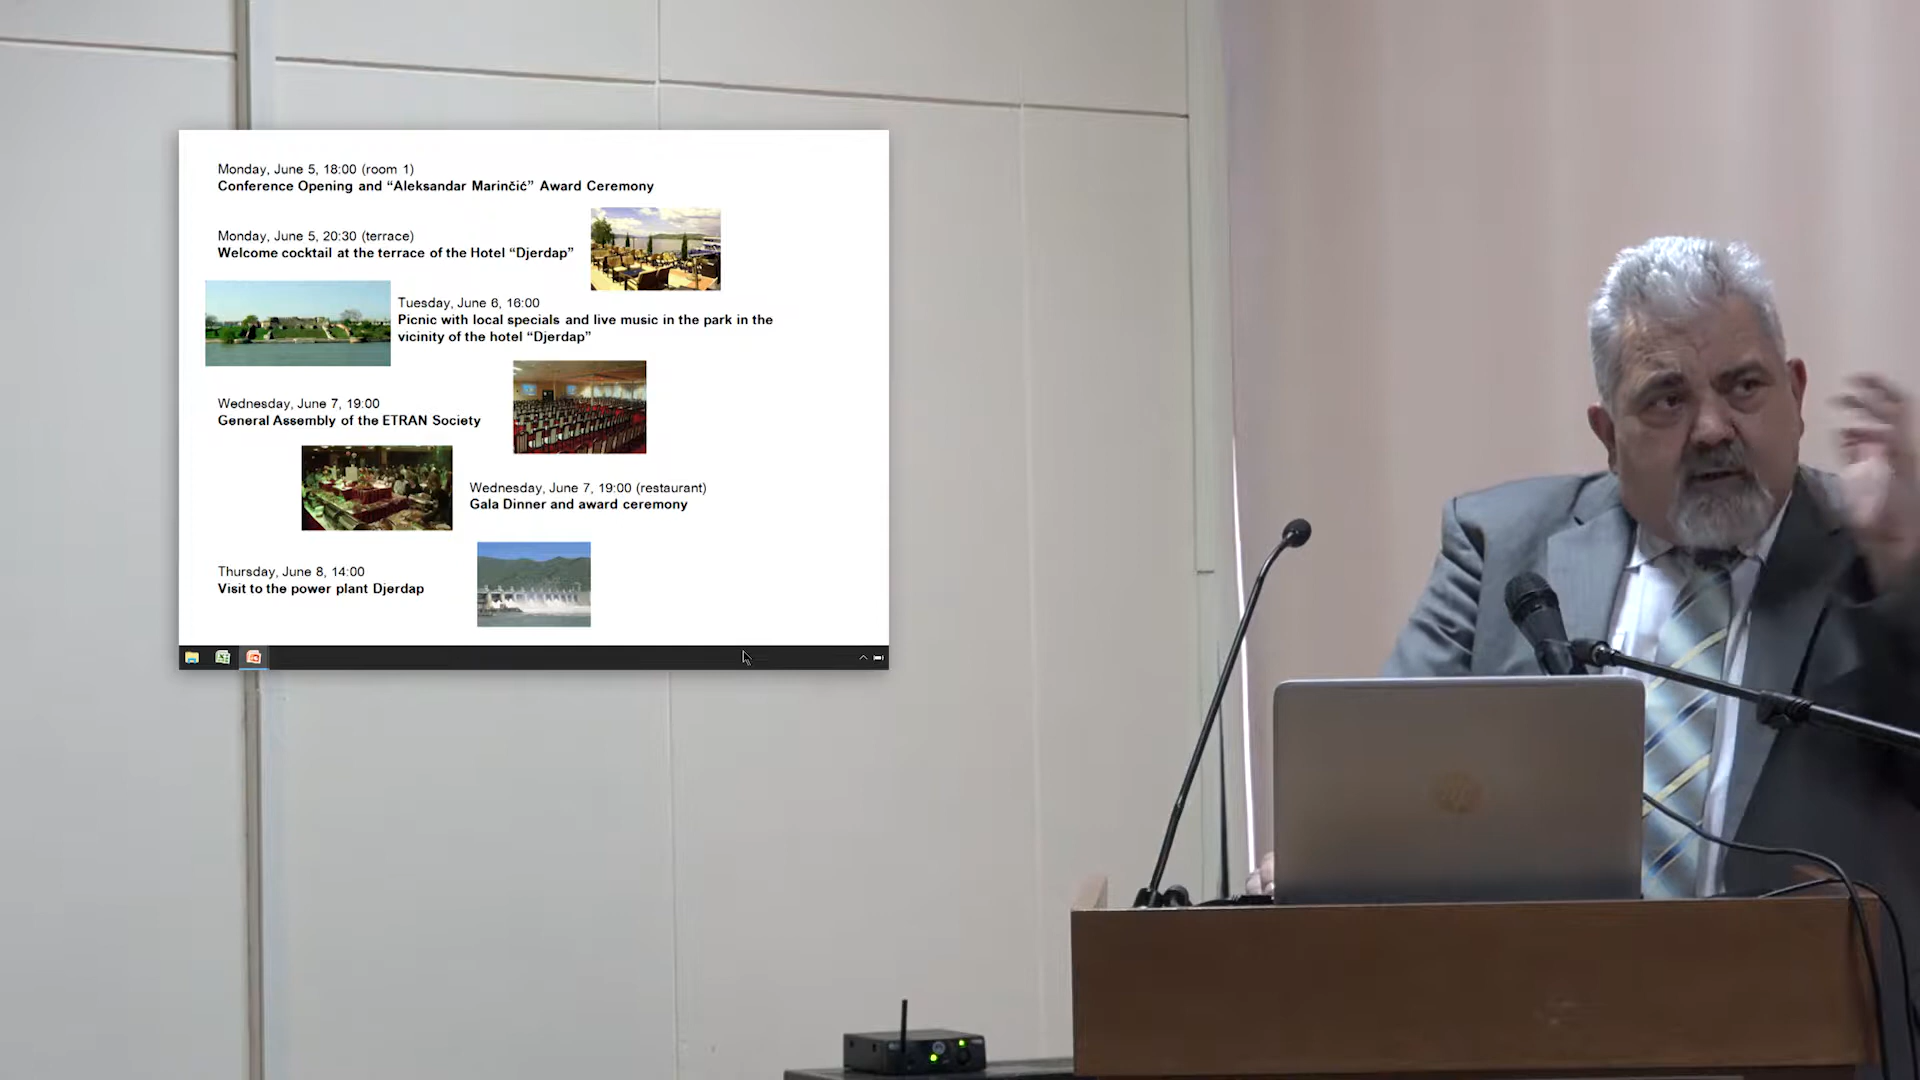 Monday, June 5, 18:00 (room 1)
Conference Opening and “Aleksandar Marinčić” Award Ceremony
Monday, June 5, 20:30 (terrace)
Welcome cocktail at the terrace of the Hotel “Djerdap”
Tuesday, June 6, 16:00
Picnic with local specials and live music in the park in the
vicinity of the hotel “Djerdap”
Wednesday, June 7, 19:00
General Assembly of the ETRAN Society
Wednesday, June 7, 19:00 (restaurant)
Gala Dinner and award ceremony
Thursday, June 8, 14:00
Visit to the power plant Djerdap
hp